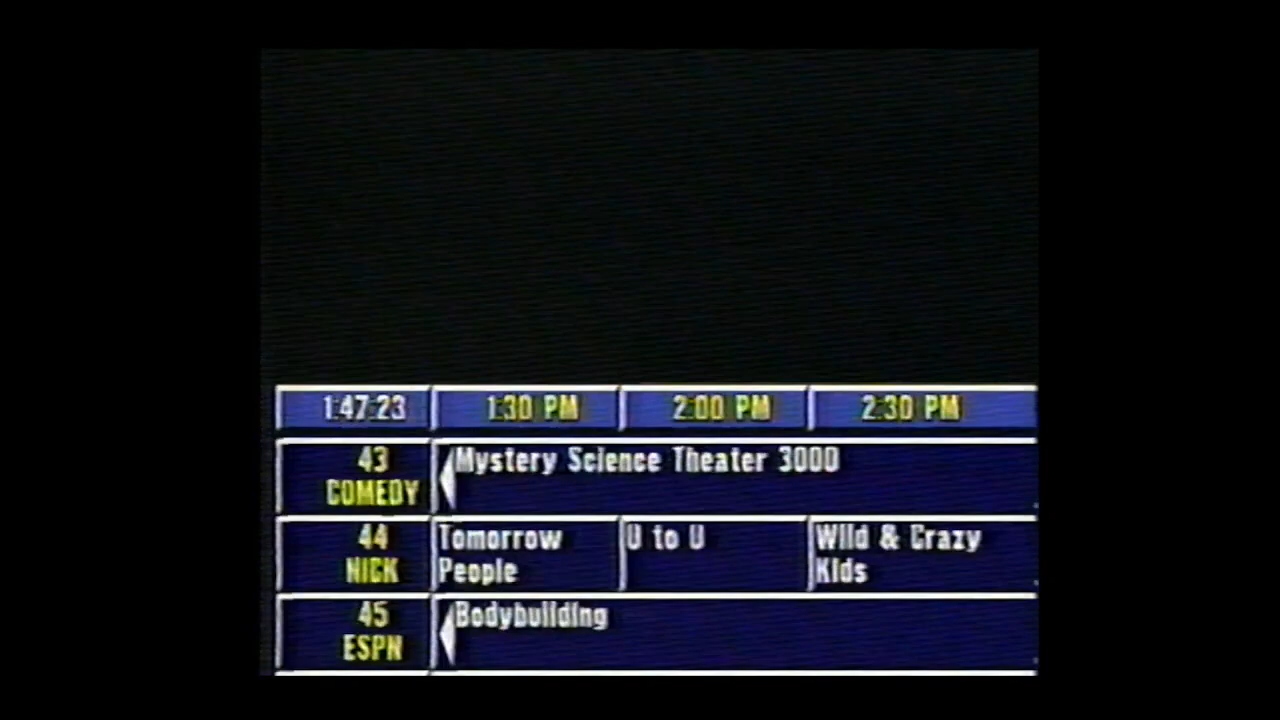 1:47:23 1:30 PM 2:00 PM 2:30 PM
43 COMEDY Mystery Science Theater 3000
44 NICK Tomorrow People U to U Wild & Crazy Kids
45 ESPN Bodybuilding